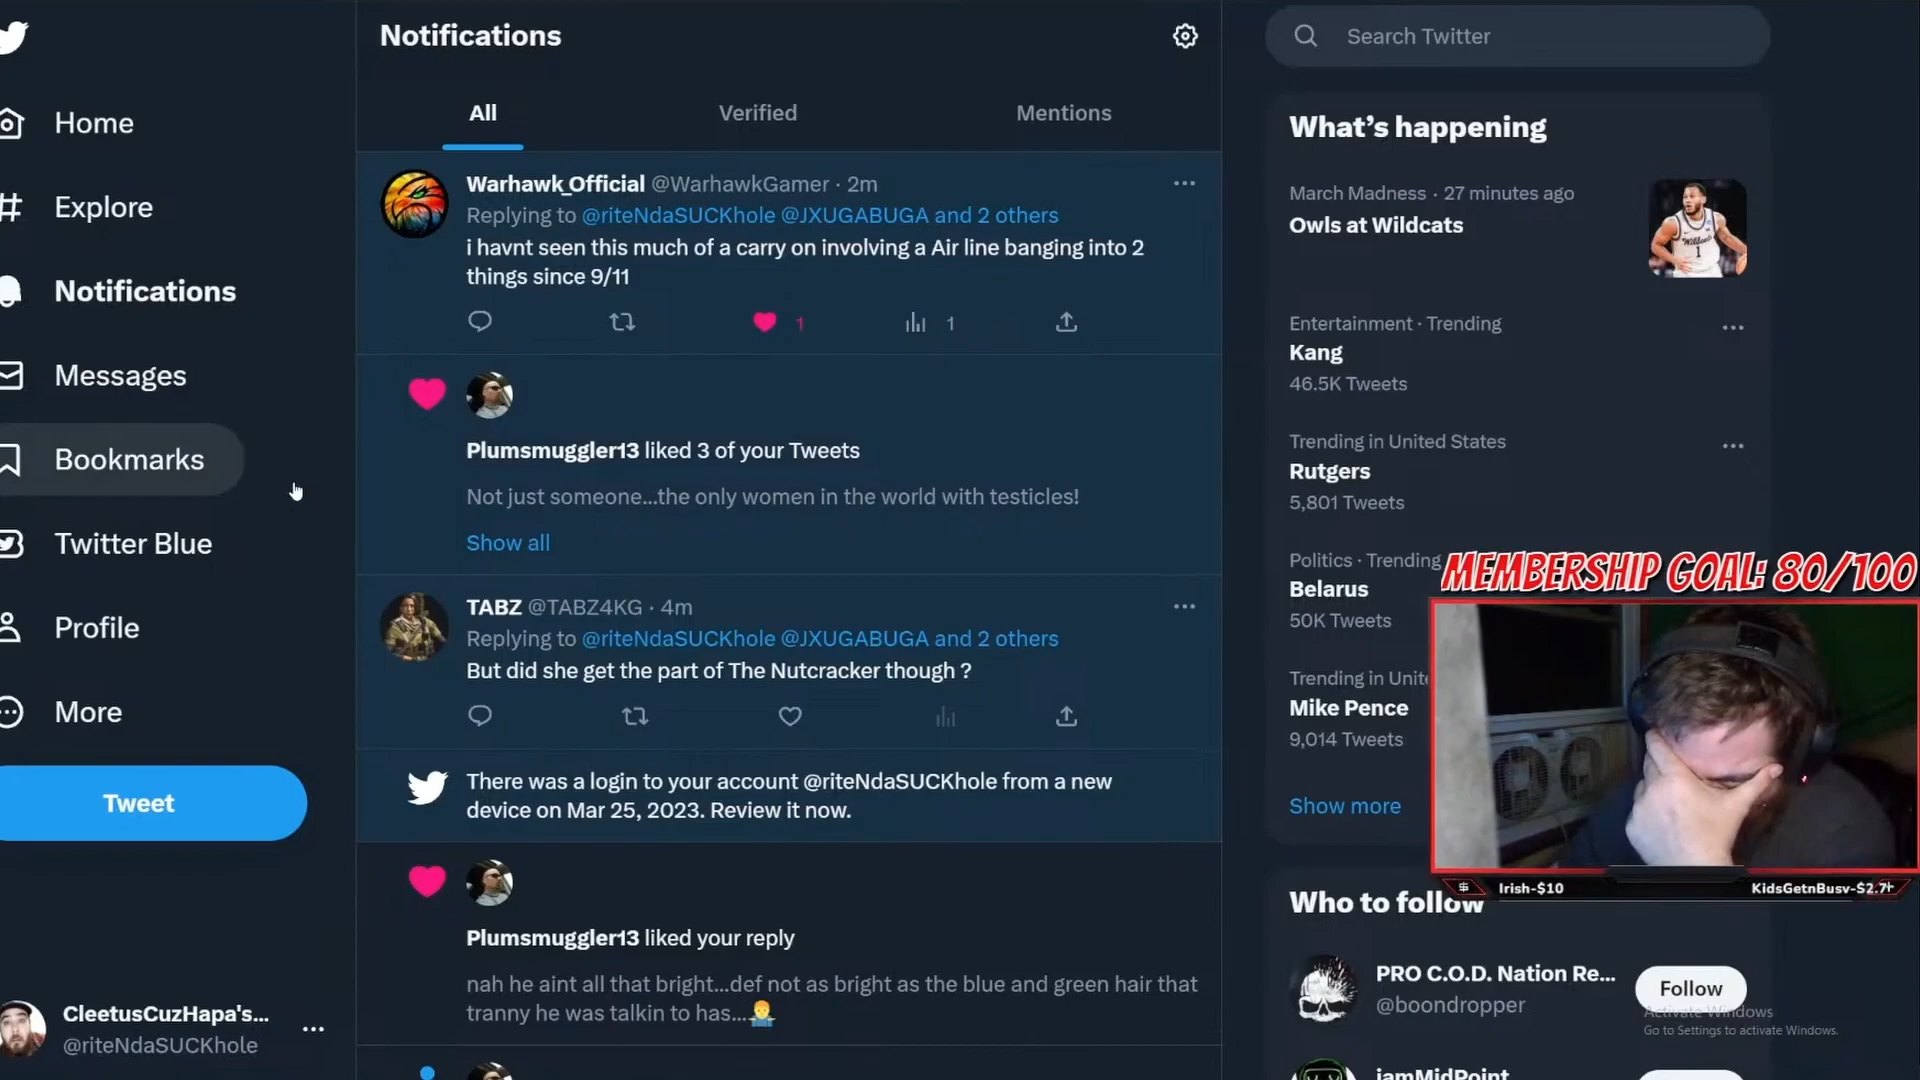 Home
Explore
Notifications
Messages
Bookmarks
Twitter Blue
Profile
More
Tweet
CleetusCuzHapa's...
@riteNdaSUCKhole
Notifications
All
Verified
Mentions
Warhawk_Official @WarhawkGamer · 2m
Replying to @riteNdaSUCKhole @JXUGABUGA and 2 others
i havnt seen this much of a carry on involving a Air line banging into 2
things since 9/11
1
1
Plumsmuggler13 liked 3 of your Tweets
Not just someone...the only women in the world with testicles!
Show all
TABZ @TABZ4KG · 4m
Replying to @riteNdaSUCKhole @JXUGABUGA and 2 others
But did she get the part of The Nutcracker though ?
There was a login to your account @riteNdaSUCKhole from a new
device on Mar 25, 2023. Review it now.
Plumsmuggler13 liked your reply
nah he aint all that bright...def not as bright as the blue and green hair that
tranny he was talkin to has...
Search Twitter
What's happening
March Madness · 27 minutes ago
Owls at Wildcats
Entertainment · Trending
Kang
46.5K Tweets
Trending in United States
Rutgers
5,801 Tweets
Politics · Trending
Belarus
50K Tweets
Trending in Unite
Mike Pence
9,014 Tweets
Show more
MEMBERSHIP GOAL: 80/100
Irish-$10
KidsGetnBusy-$2.7
Who to follow
PRO C.O.D. Nation Re...
@boondropper
Follow
Activate Windows
Go to Settings to activate Windows.
iamMidPoint